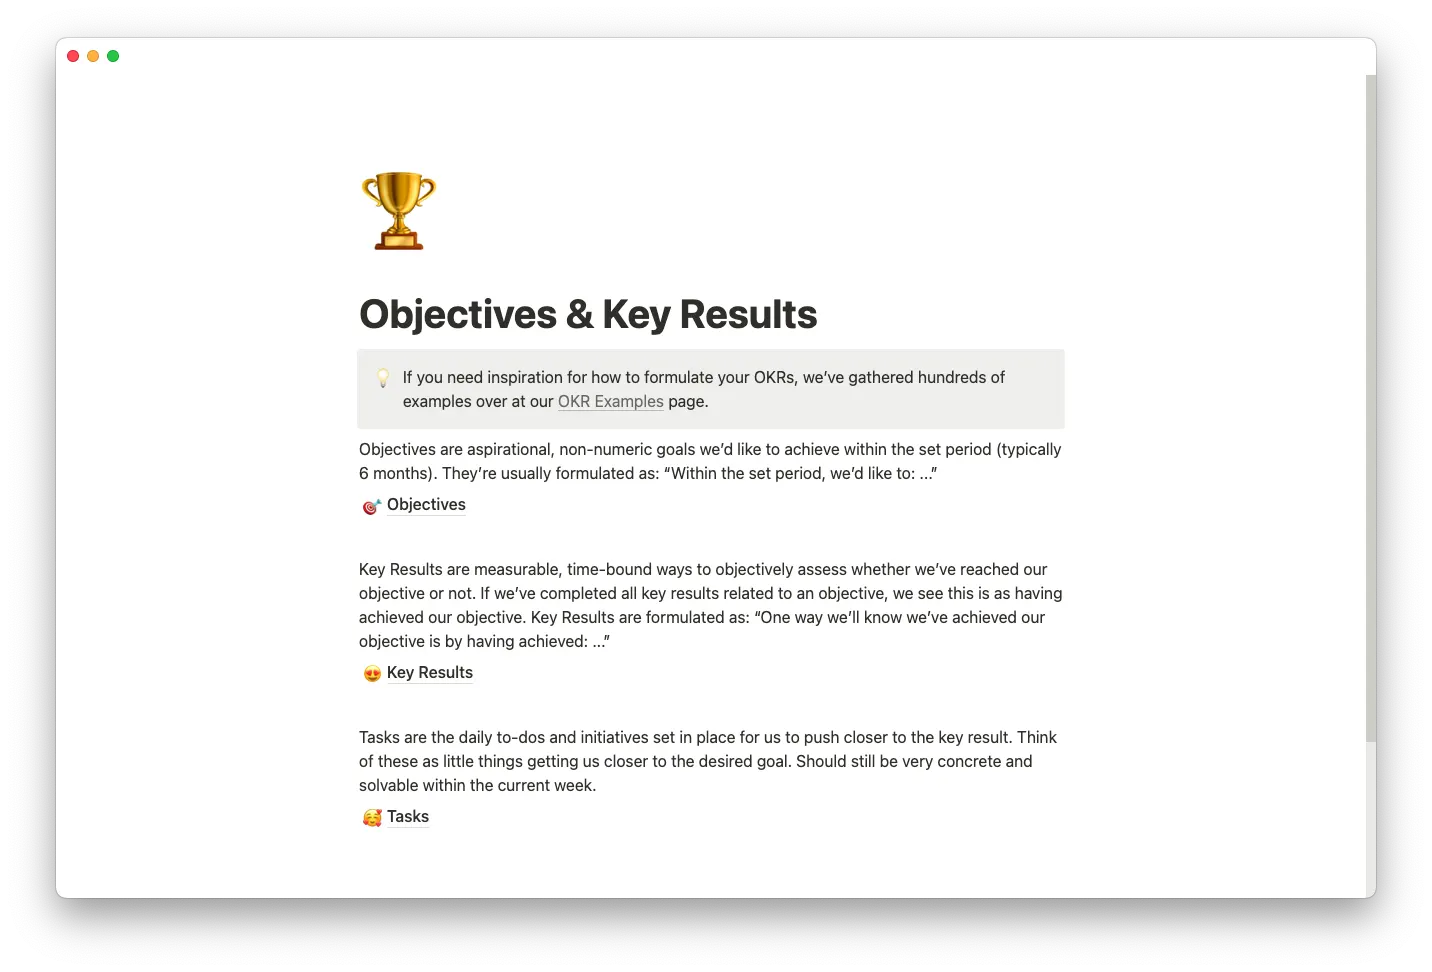 Objectives & Key Results
If you need inspiration for how to formulate your OKRs, we’ve gathered hundreds of
examples over at our OKR Examples page.
Objectives are aspirational, non-numeric goals we’d like to achieve within the set period (typically
6 months). They’re usually formulated as: “Within the set period, we’d like to: ...”
Objectives
Key Results are measurable, time-bound ways to objectively assess whether we’ve reached our
objective or not. If we’ve completed all key results related to an objective, we see this is as having
achieved our objective. Key Results are formulated as: “One way we’ll know we’ve achieved our
objective is by having achieved: ...”
Key Results
Tasks are the daily to-dos and initiatives set in place for us to push closer to the key result. Think
of these as little things getting us closer to the desired goal. Should still be very concrete and
solvable within the current week.
Tasks